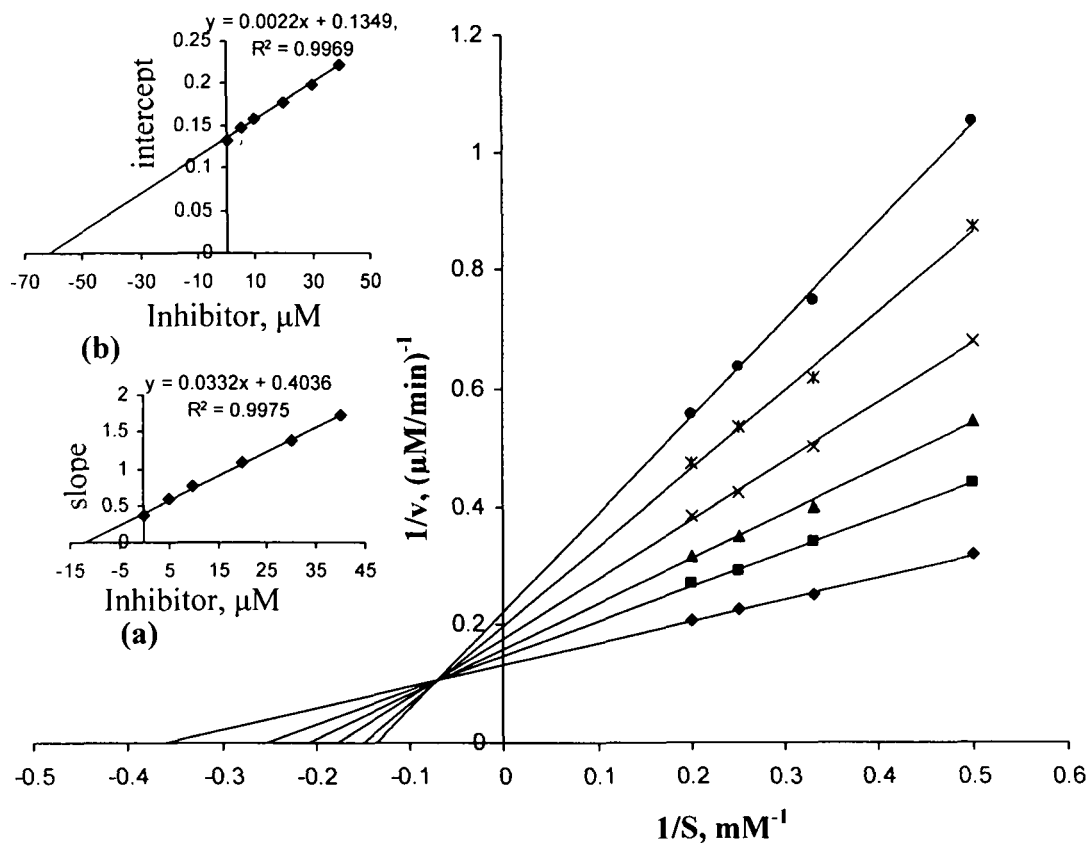 y = 0.0022x + 0.1349,
R² = 0.9969
0.25
0.2
0.15
0.1
0.05
0
intercept
-70 -50 -30 -10 10 30 50
Inhibitor, μM
(b)
y = 0.0332x + 0.4036
R² = 0.9975
2
1.5
1
0.5
0
slope
-15 -5 5 15 25 35 45
Inhibitor, μM
(a)
1.2
1
0.8
0.6
0.4
0.2
0
1/v, (μM/min)⁻¹
-0.5 -0.4 -0.3 -0.2 -0.1 0 0.1 0.2 0.3 0.4 0.5 0.6
1/S, mM⁻¹